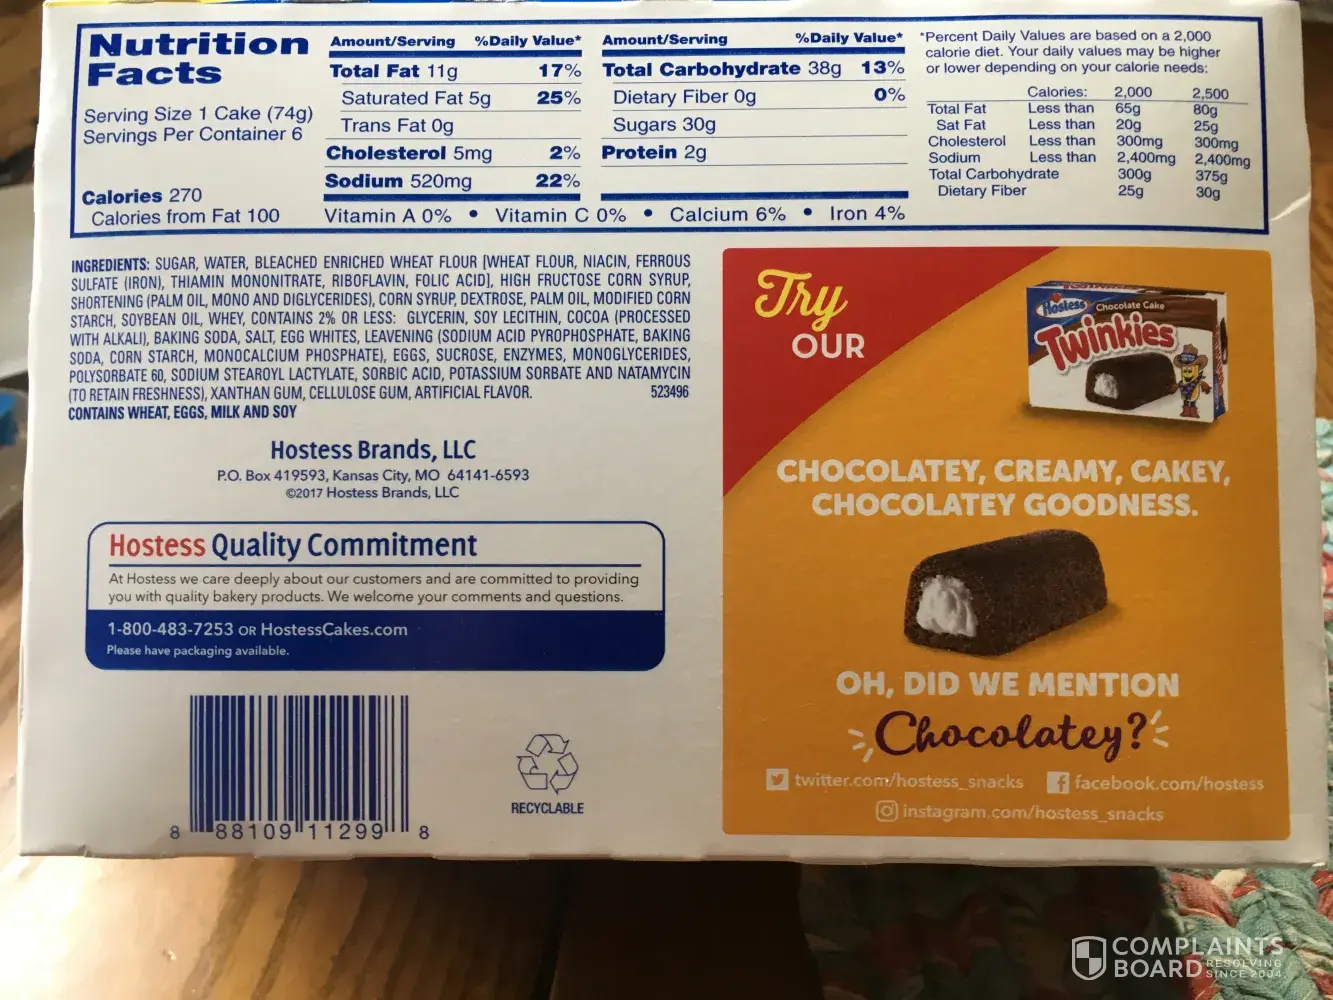 Nutrition
Facts
Serving Size 1 Cake (74g)
Servings Per Container 6
Calories 270
Calories from Fat 100
Amount/Serving %Daily Value*
Total Fat 11g 17%
Saturated Fat 5g 25%
Trans Fat 0g
Cholesterol 5mg 2%
Sodium 520mg 22%
Amount/Serving %Daily Value*
Total Carbohydrate 38g 13%
Dietary Fiber 0g 0%
Sugars 30g
Protein 2g
Vitamin A 0% • Vitamin C 0% • Calcium 6% • Iron 4%
*Percent Daily Values are based on a 2,000
calorie diet. Your daily values may be higher
or lower depending on your calorie needs:
Calories: 2,000 2,500
Total Fat Less than 65g 80g
Sat Fat Less than 20g 25g
Cholesterol Less than 300mg 300mg
Sodium Less than 2,400mg 2,400mg
Total Carbohydrate 300g 375g
Dietary Fiber 25g 30g
INGREDIENTS: SUGAR, WATER, BLEACHED ENRICHED WHEAT FLOUR [WHEAT FLOUR, NIACIN, FERROUS
SULFATE (IRON), THIAMIN MONONITRATE, RIBOFLAVIN, FOLIC ACID], HIGH FRUCTOSE CORN SYRUP,
SHORTENING (PALM OIL, MONO AND DIGLYCERIDES), CORN SYRUP, DEXTROSE, PALM OIL, MODIFIED CORN
STARCH, SOYBEAN OIL, WHEY, CONTAINS 2% OR LESS: GLYCERIN, SOY LECITHIN, COCOA (PROCESSED
WITH ALKALI), BAKING SODA, SALT, EGG WHITES, LEAVENING (SODIUM ACID PYROPHOSPHATE, BAKING
SODA, CORN STARCH, MONOCALCIUM PHOSPHATE), EGGS, SUCROSE, ENZYMES, MONOGLYCERIDES,
POLYSORBATE 60, SODIUM STEAROYL LACTYLATE, SORBIC ACID, POTASSIUM SORBATE AND NATAMYCIN
(TO RETAIN FRESHNESS), XANTHAN GUM, CELLULOSE GUM, ARTIFICIAL FLAVOR. 523496
CONTAINS WHEAT, EGGS, MILK AND SOY
Hostess Brands, LLC
P.O. Box 419593, Kansas City, MO 64141-6593
©2017 Hostess Brands, LLC
Hostess Quality Commitment
At Hostess we care deeply about our customers and are committed to providing
you with quality bakery products. We welcome your comments and questions.
1-800-483-7253 OR HostessCakes.com
Please have packaging available.
8 88109 11299 8
RECYCLABLE
Try
OUR
Hostess Chocolate Cake
Twinkies
CHOCOLATEY, CREAMY, CAKEY,
CHOCOLATEY GOODNESS.
OH, DID WE MENTION
Chocolatey?
twitter.com/hostess_snacks facebook.com/hostess
instagram.com/hostess_snacks
COMPLAINTS
BOARD RESOLVING
SINCE 2004